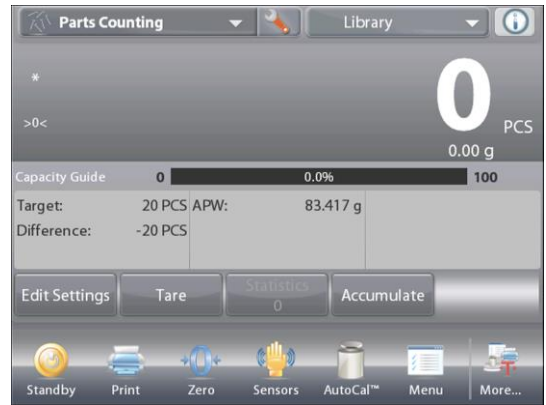 Parts Counting
Library
*
0 PCS
>0<
0.00 g
Capacity Guide 0 0.0% 100
Target: 20 PCS APW: 83.417 g
Difference: -20 PCS
Edit Settings Tare Statistics 0 Accumulate
Standby Print Zero Sensors AutoCal™ Menu More...